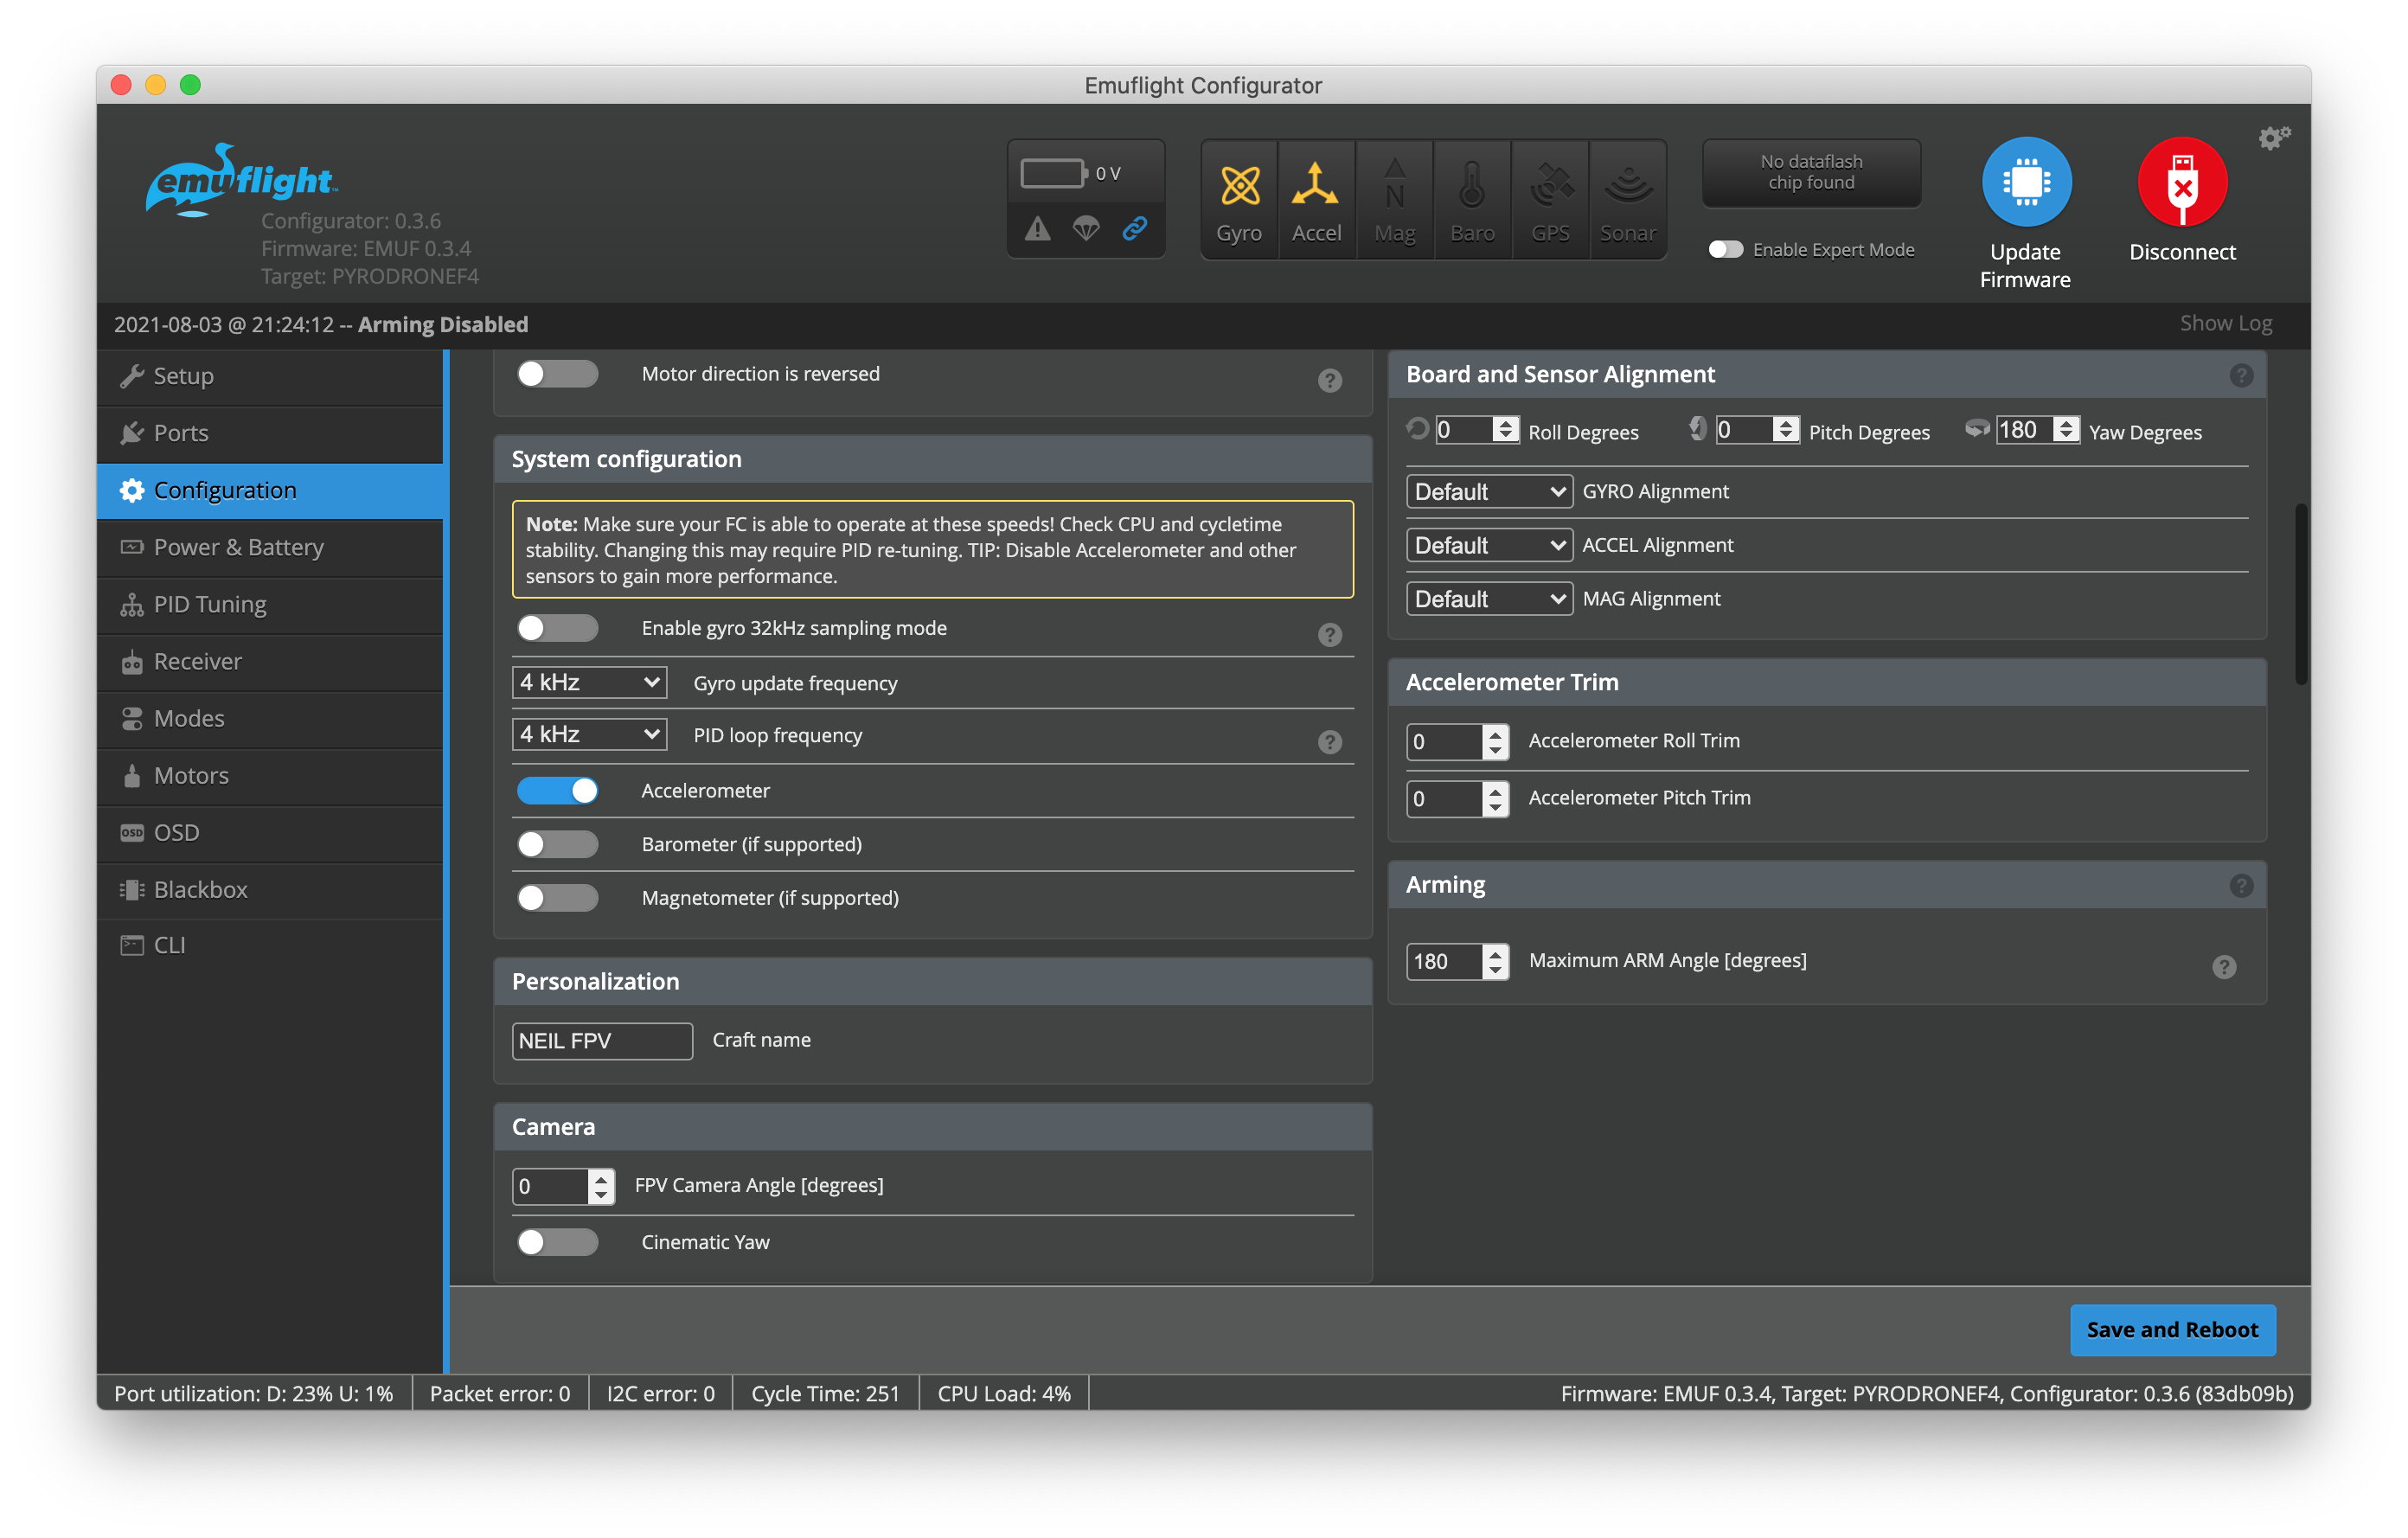 Emuflight Configurator
emuflight
Configurator: 0.3.6
Firmware: EMUF 0.3.4
Target: PYRODRONEF4
0 V
Gyro
Accel
N
Mag
Baro
GPS
Sonar
No dataflash
chip found
Enable Expert Mode
Update
Firmware
Disconnect
2021-08-03 @ 21:24:12 -- Arming Disabled
Show Log
Setup
Ports
Configuration
Power & Battery
PID Tuning
Receiver
Modes
Motors
OSD OSD
Blackbox
CLI
Motor direction is reversed
?
System configuration
Note: Make sure your FC is able to operate at these speeds! Check CPU and cycletime
stability. Changing this may require PID re-tuning. TIP: Disable Accelerometer and other
sensors to gain more performance.
Enable gyro 32kHz sampling mode
?
4 kHz Gyro update frequency
4 kHz PID loop frequency
?
Accelerometer
Barometer (if supported)
Magnetometer (if supported)
Personalization
NEIL FPV Craft name
Camera
0 FPV Camera Angle [degrees]
Cinematic Yaw
Board and Sensor Alignment
?
0 Roll Degrees 0 Pitch Degrees 180 Yaw Degrees
Default GYRO Alignment
Default ACCEL Alignment
Default MAG Alignment
Accelerometer Trim
0 Accelerometer Roll Trim
0 Accelerometer Pitch Trim
Arming
?
180 Maximum ARM Angle [degrees]
?
Save and Reboot
Port utilization: D: 23% U: 1% Packet error: 0 I2C error: 0 Cycle Time: 251 CPU Load: 4% Firmware: EMUF 0.3.4, Target: PYRODRONEF4, Configurator: 0.3.6 (83db09b)